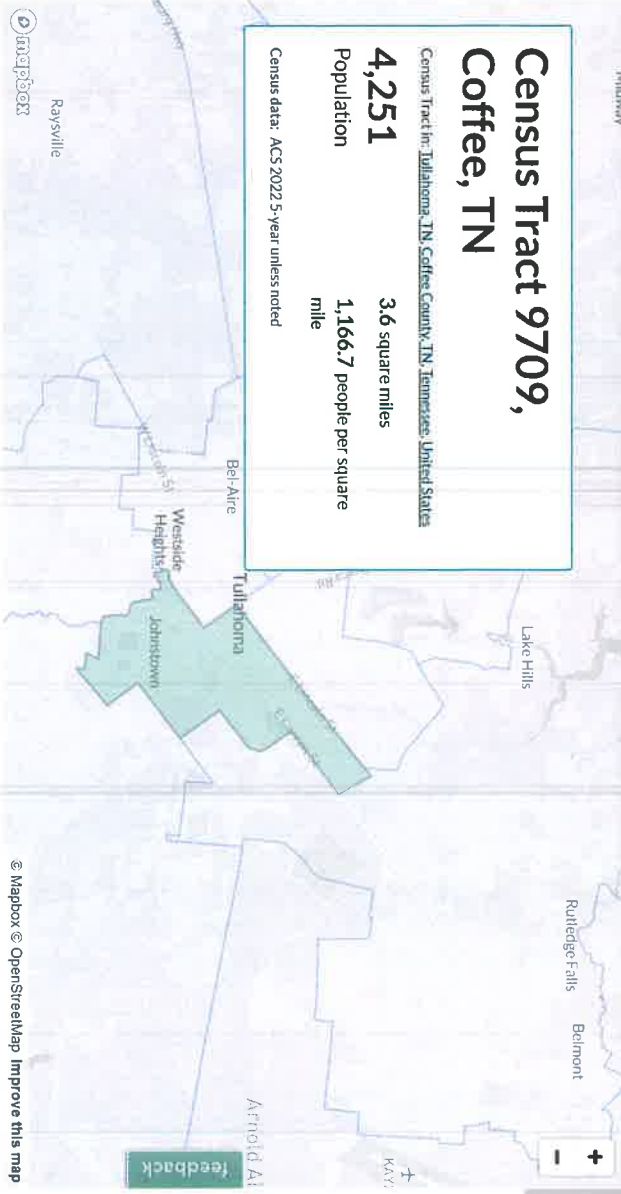 Census Tract 9709,
Coffee, TN
Census Tract in: Tullahoma, TN, Coffee County, TN, Tennessee, United States
4,251
Population
3.6 square miles
1,166.7 people per square
mile
Census data: ACS 2022 5-year unless noted
Lake Hills
Rutledge Falls
Belmont
+
−
KAY
Bel-Aire
Tullahoma
Westside
Heights
Johnstown
Arnold AI
feedback
Raysville
mapbox
© Mapbox © OpenStreetMap Improve this map